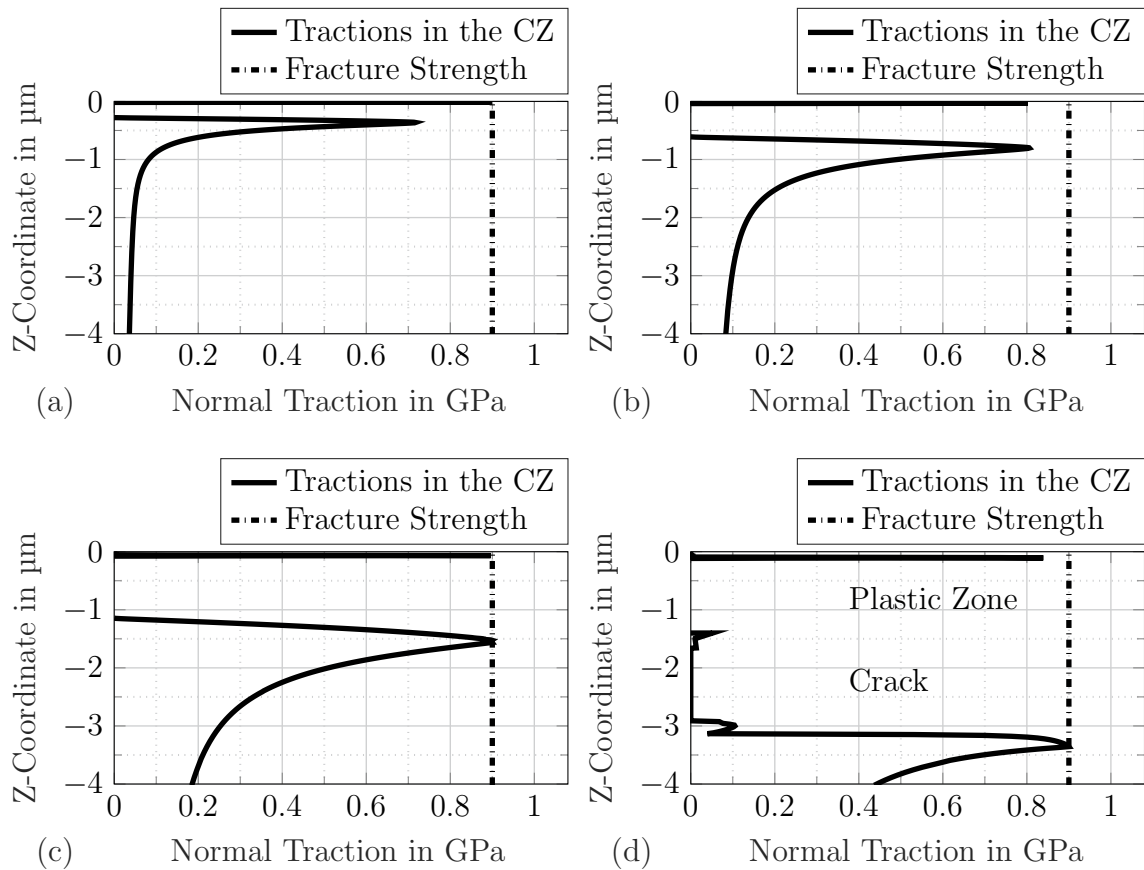 Tractions in the CZ
Fracture Strength
Z-Coordinate in µm
0
−1
−2
−3
−4
0 0.2 0.4 0.6 0.8 1
(a) Normal Traction in GPa
Tractions in the CZ
Fracture Strength
Z-Coordinate in µm
0
−1
−2
−3
−4
0 0.2 0.4 0.6 0.8 1
(b) Normal Traction in GPa
Tractions in the CZ
Fracture Strength
Z-Coordinate in µm
0
−1
−2
−3
−4
0 0.2 0.4 0.6 0.8 1
(c) Normal Traction in GPa
Tractions in the CZ
Fracture Strength
Z-Coordinate in µm
0
−1
−2
−3
−4
Plastic Zone
Crack
0 0.2 0.4 0.6 0.8 1
(d) Normal Traction in GPa